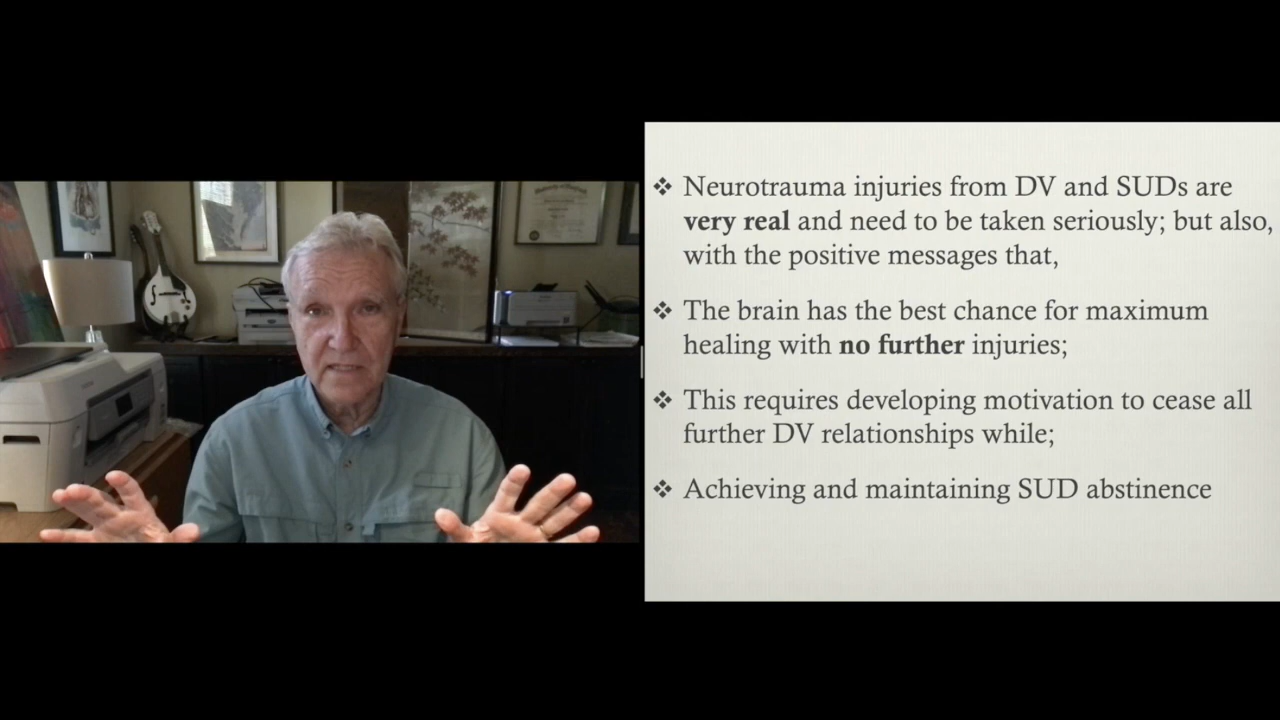 ❖ Neurotrauma injuries from DV and SUDs are
very real and need to be taken seriously; but also,
with the positive messages that,
❖ The brain has the best chance for maximum
healing with no further injuries;
❖ This requires developing motivation to cease all
further DV relationships while;
❖ Achieving and maintaining SUD abstinence